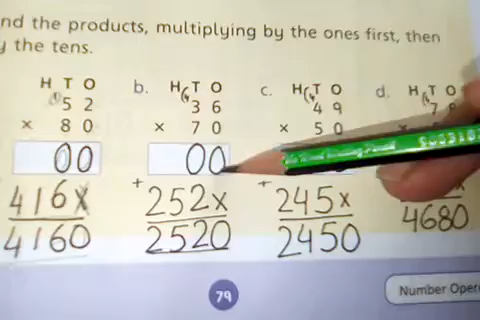 nd the products, multiplying by the ones first, then
the tens.
H T O
b. H T O
c. H T O
d. H T O
5 2
3 6
4 9
7
x 8 0
x 7 0
x 5 0
00
00
416x
+ 252x
+ 245x
4160
2520
2450
4680
79
Number Oper